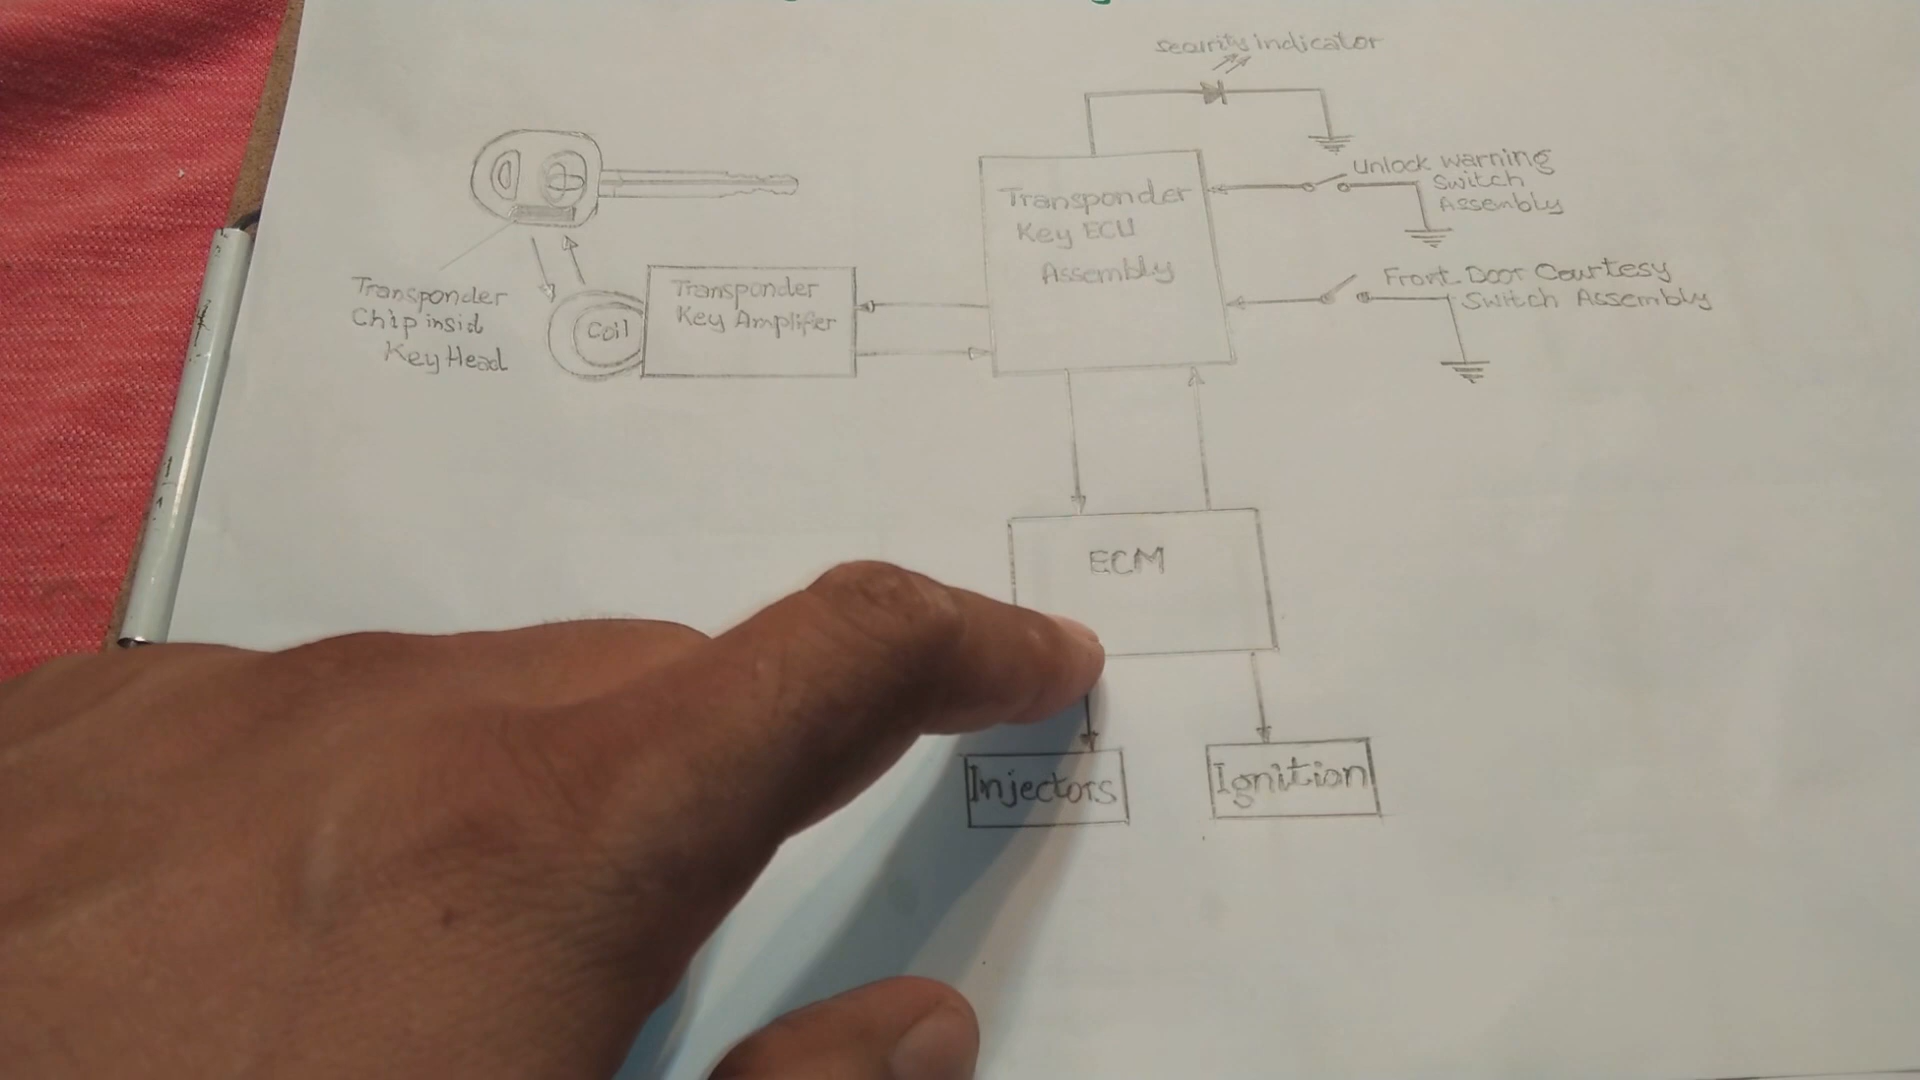 security indicator
Unlock warning
Switch
Assembly
Transponder
Key ECU
Assembly
Front Door Courtesy
Switch Assembly
Transponder
Chip insid
Key Head
Coil
Transponder
Key Amplifier
ECM
Injectors
Ignition